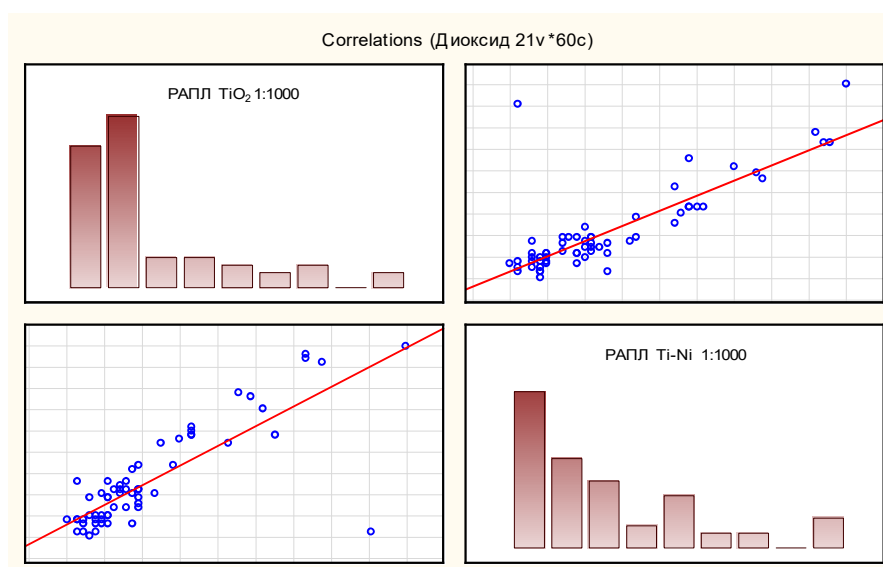 Correlations (Диоксид 21v*60c)
РАПЛ TiO₂ 1:1000
РАПЛ Ti-Ni 1:1000